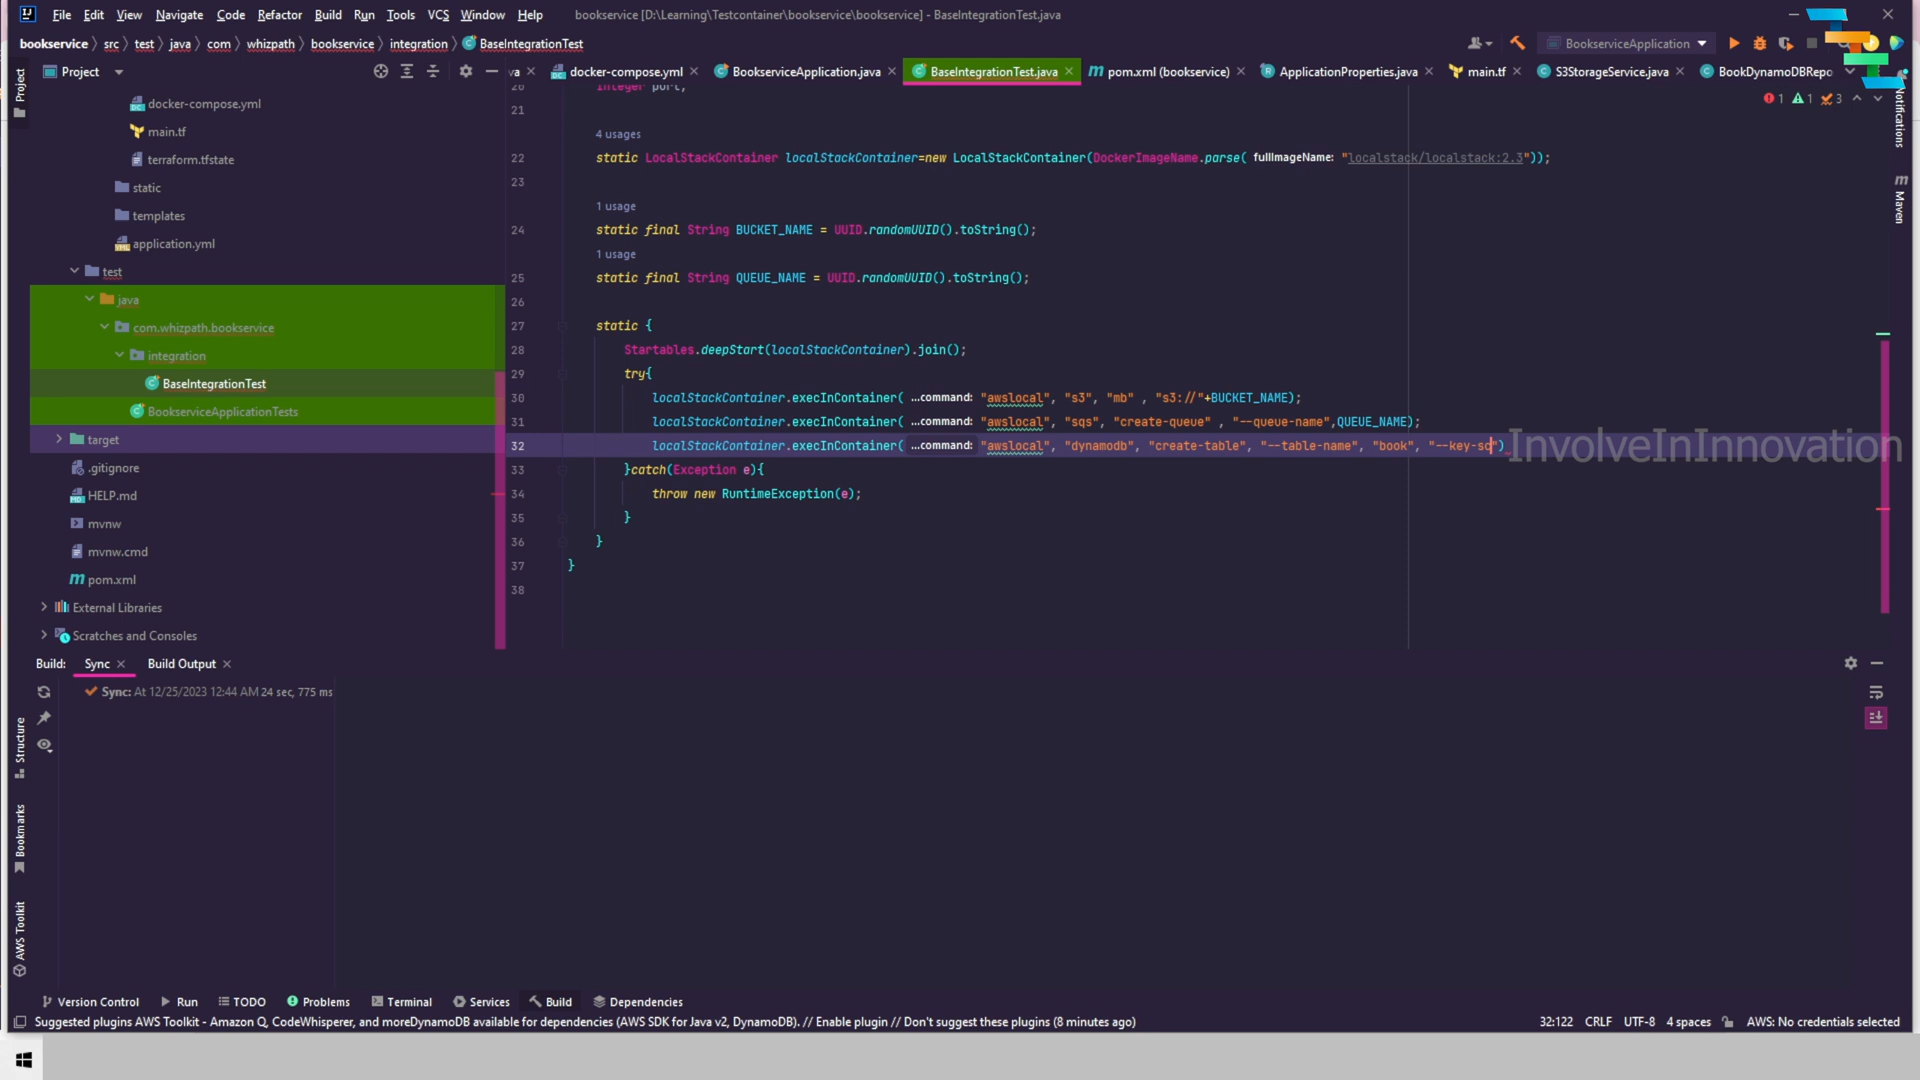 File Edit View Navigate Code Refactor Build Run Tools VCS Window Help bookservice [D:\Learning\Testcontainer\bookservice\bookservice] - BaseIntegrationTest.java
bookservice src test java com whizpath bookservice integration BaseIntegrationTest BookserviceApplication
Project va docker-compose.yml BookserviceApplication.java BaseIntegrationTest.java pom.xml (bookservice) ApplicationProperties.java main.tf S3StorageService.java BookDynamoDBRepo
Project
Notifications
Maven
1 1 3
docker-compose.yml
main.tf
terraform.tfstate
static
templates
application.yml
test
java
com.whizpath.bookservice
integration
BaseIntegrationTest
BookserviceApplicationTests
target
.gitignore
HELP.md
mvnw
mvnw.cmd
pom.xml
External Libraries
Scratches and Consoles
20 Integer port;
21
4 usages
22 static LocalStackContainer localStackContainer=new LocalStackContainer(DockerImageName.parse( fullImageName: "localstack/localstack:2.3"));
23
1 usage
24 static final String BUCKET_NAME = UUID.randomUUID().toString();
1 usage
25 static final String QUEUE_NAME = UUID.randomUUID().toString();
26
27 static {
28 Startables.deepStart(localStackContainer).join();
29 try{
30 localStackContainer.execInContainer( ...command: "awslocal", "s3", "mb" , "s3://"+BUCKET_NAME);
31 localStackContainer.execInContainer( ...command: "awslocal", "sqs", "create-queue" , "--queue-name",QUEUE_NAME);
32 localStackContainer.execInContainer( ...command: "awslocal", "dynamodb", "create-table", "--table-name", "book", "--key-sc")
InvolveInInnovation
33 }catch(Exception e){
34 throw new RuntimeException(e);
35 }
36 }
37 }
38
Build: Sync Build Output
Sync: At 12/25/2023 12:44 AM 24 sec, 775 ms
Structure
Bookmarks
AWS Toolkit
Version Control Run TODO Problems Terminal Services Build Dependencies
Suggested plugins AWS Toolkit - Amazon Q, CodeWhisperer, and moreDynamoDB available for dependencies (AWS SDK for Java v2, DynamoDB). // Enable plugin // Don't suggest these plugins (8 minutes ago) 32:122 CRLF UTF-8 4 spaces AWS: No credentials selected